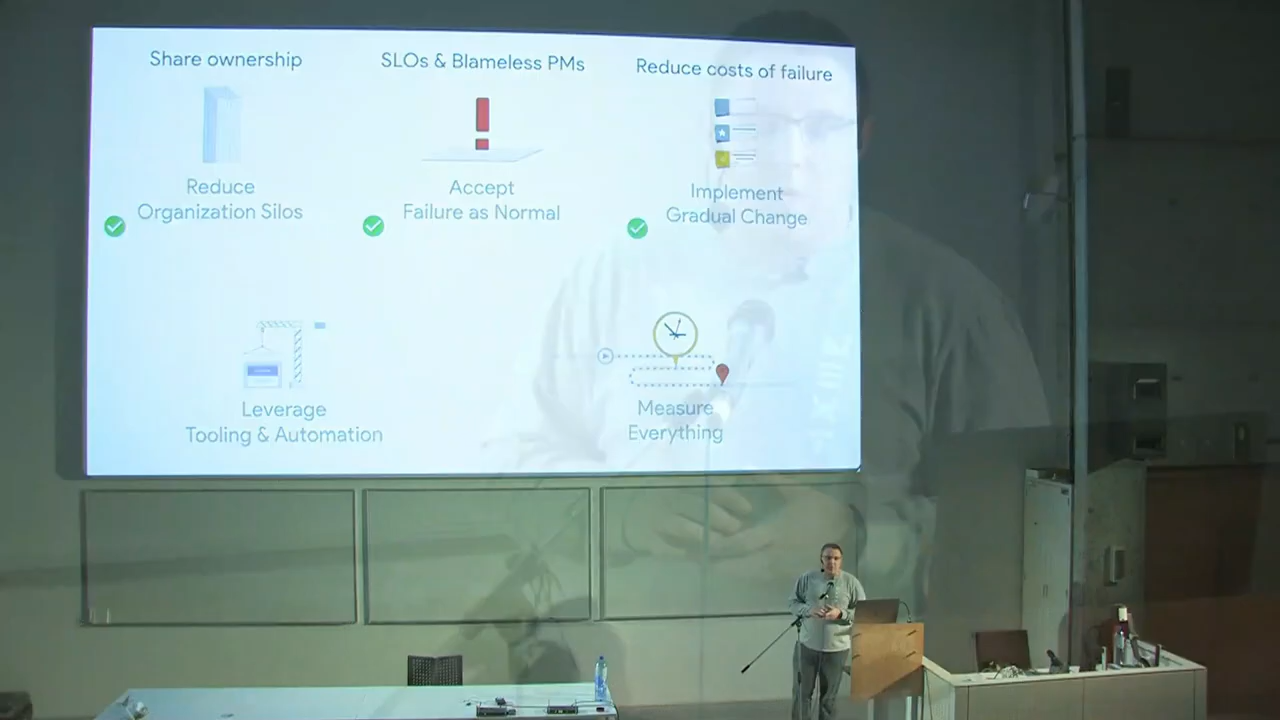 Share ownership
SLOs & Blameless PMs
Reduce costs of failure
Reduce
Organization Silos
Accept
Failure as Normal
Implement
Gradual Change
Leverage
Tooling & Automation
Measure
Everything